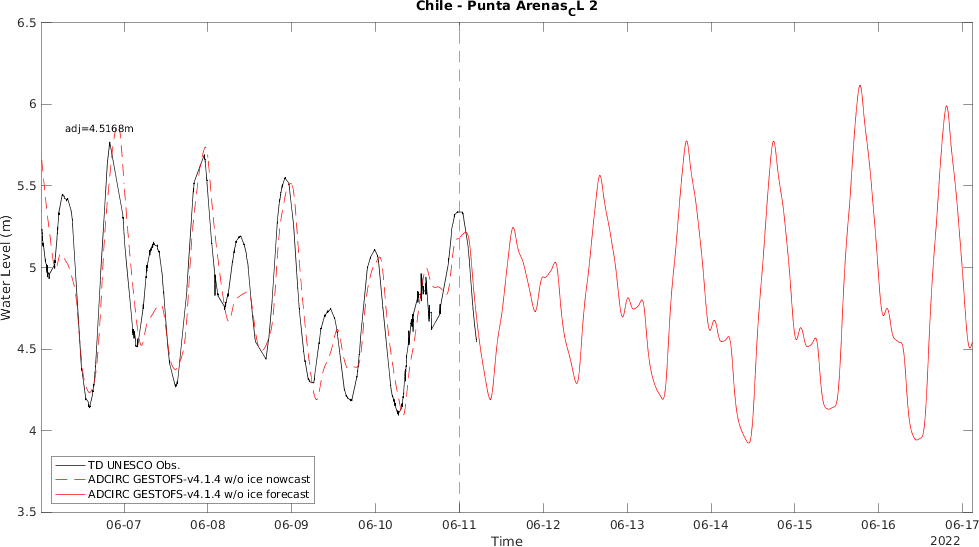 Chile - Punta Arenas_CL 2
6.5
6
5.5
5
4.5
4
3.5
Water Level (m)
adj=4.5168m
TD UNESCO Obs.
ADCIRC GESTOFS-v4.1.4 w/o ice nowcast
ADCIRC GESTOFS-v4.1.4 w/o ice forecast
06-07 06-08 06-09 06-10 06-11 06-12 06-13 06-14 06-15 06-16 06-17
Time
2022